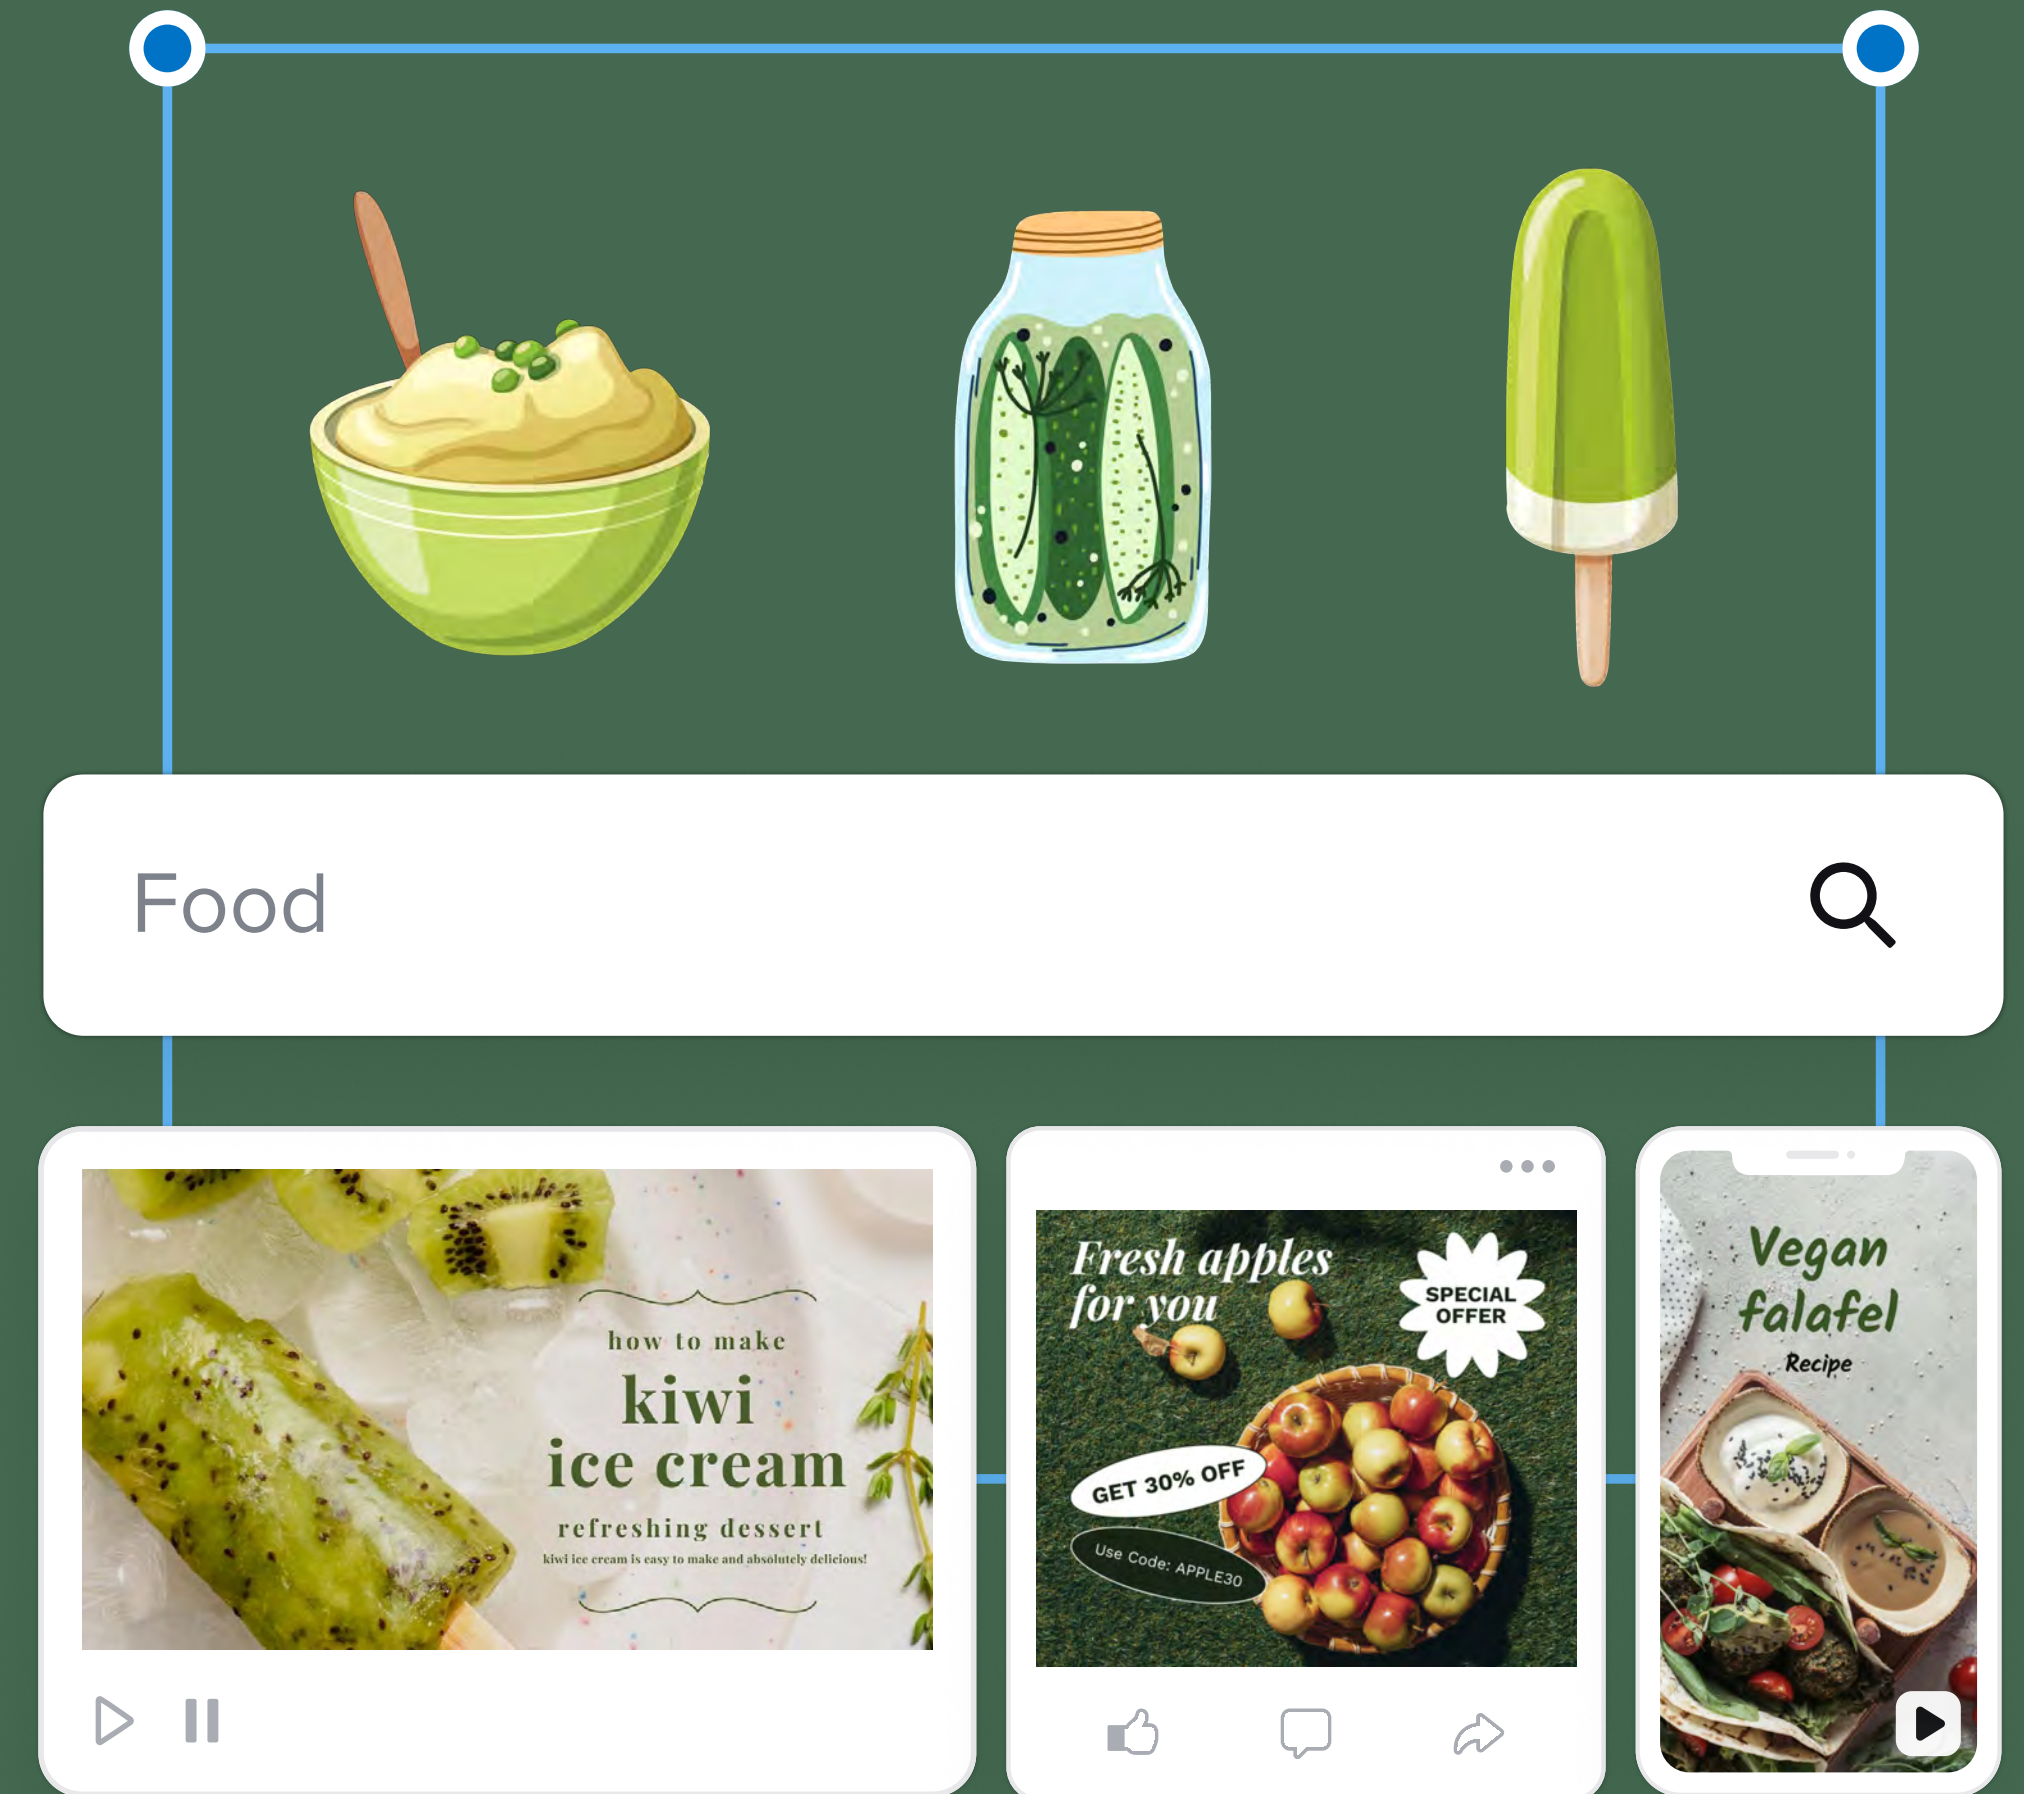 Food
how to make
kiwi
ice cream
refreshing dessert
kiwi ice cream is easy to make and absolutely delicious!
Fresh apples
for you
SPECIAL
OFFER
GET 30% OFF
Use Code: APPLE30
Vegan
falafel
Recipe